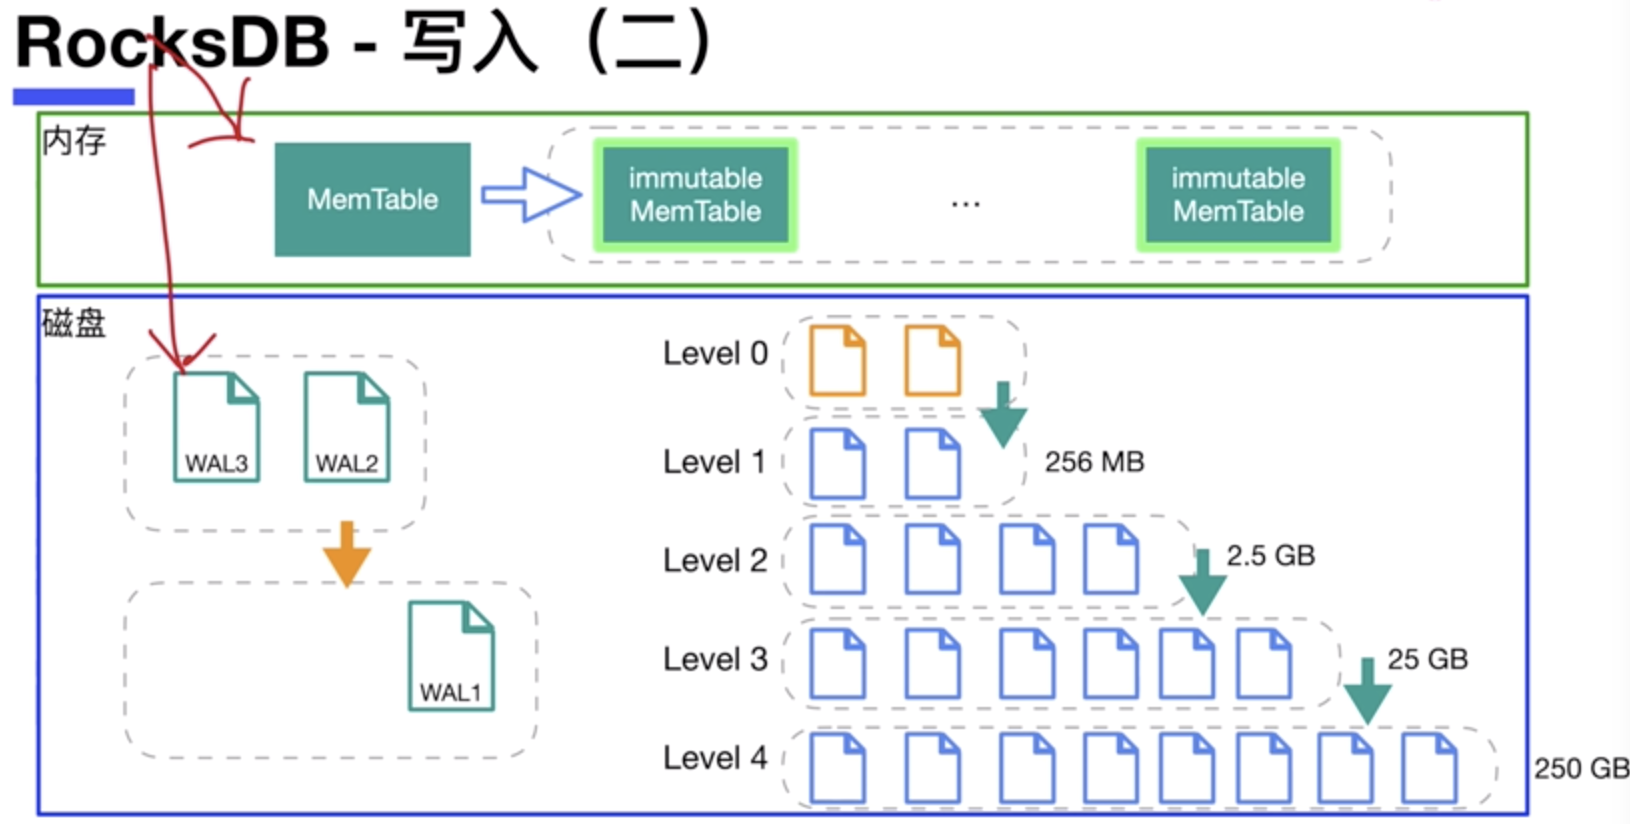 RocksDB - 写入（二）
内存
MemTable
immutable
MemTable
...
immutable
MemTable
磁盘
WAL3
WAL2
WAL1
Level 0
Level 1
256 MB
Level 2
2.5 GB
Level 3
25 GB
Level 4
250 GB